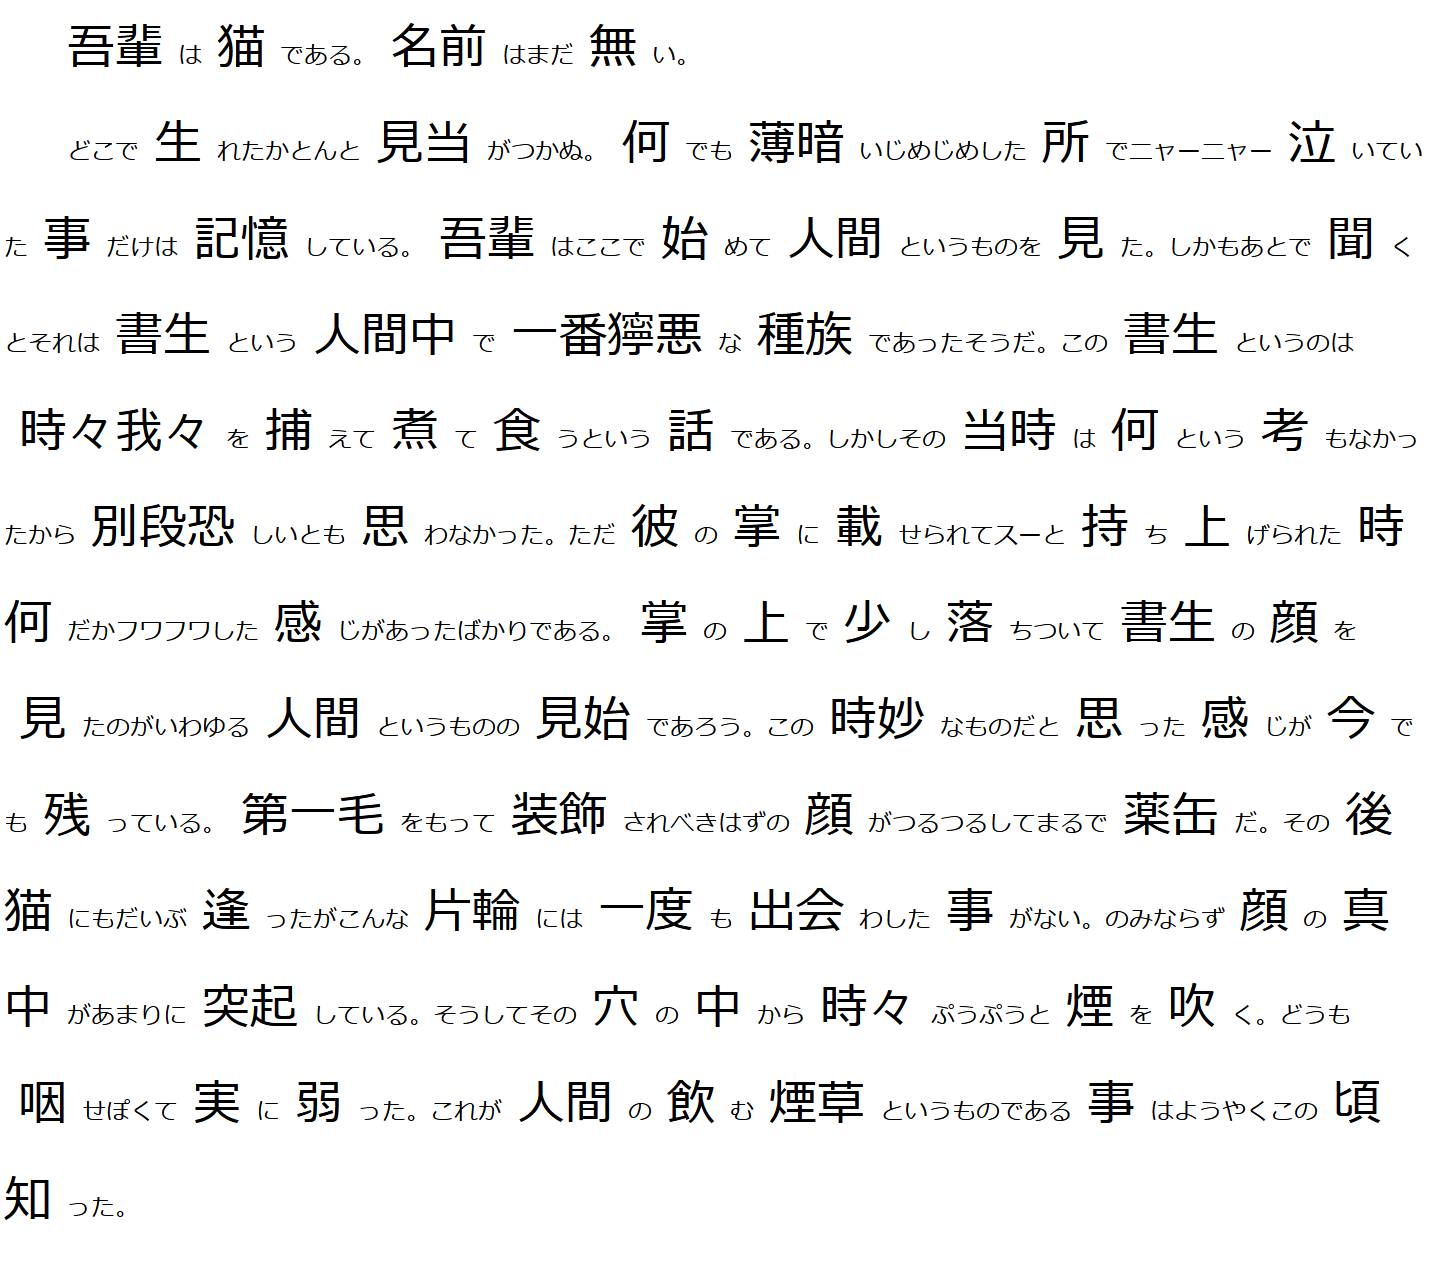 吾輩は猫である。名前はまだ無い。
どこで生れたかとんと見当がつかぬ。何でも薄暗いじめじめした所でニャーニャー泣いてい
た事だけは記憶している。吾輩はここで始めて人間というものを見た。しかもあとで聞く
とそれは書生という人間中で一番獰悪な種族であったそうだ。この書生というのは
時々我々を捕えて煮て食うという話である。しかしその当時は何という考もなかっ
たから別段恐しいとも思わなかった。ただ彼の掌に載せられてスーと持ち上げられた時
何だかフワフワした感じがあったばかりである。掌の上で少し落ちついて書生の顔を
見たのがいわゆる人間というものの見始であろう。この時妙なものだと思った感じが今で
も残っている。第一毛をもって装飾されべきはずの顔がつるつるしてまるで薬缶だ。その後
猫にもだいぶ逢ったがこんな片輪には一度も出会わした事がない。のみならず顔の真
中があまりに突起している。そうしてその穴の中から時々ぷうぷうと煙を吹く。どうも
咽せぽくて実に弱った。これが人間の飲む煙草というものである事はようやくこの頃
知った。